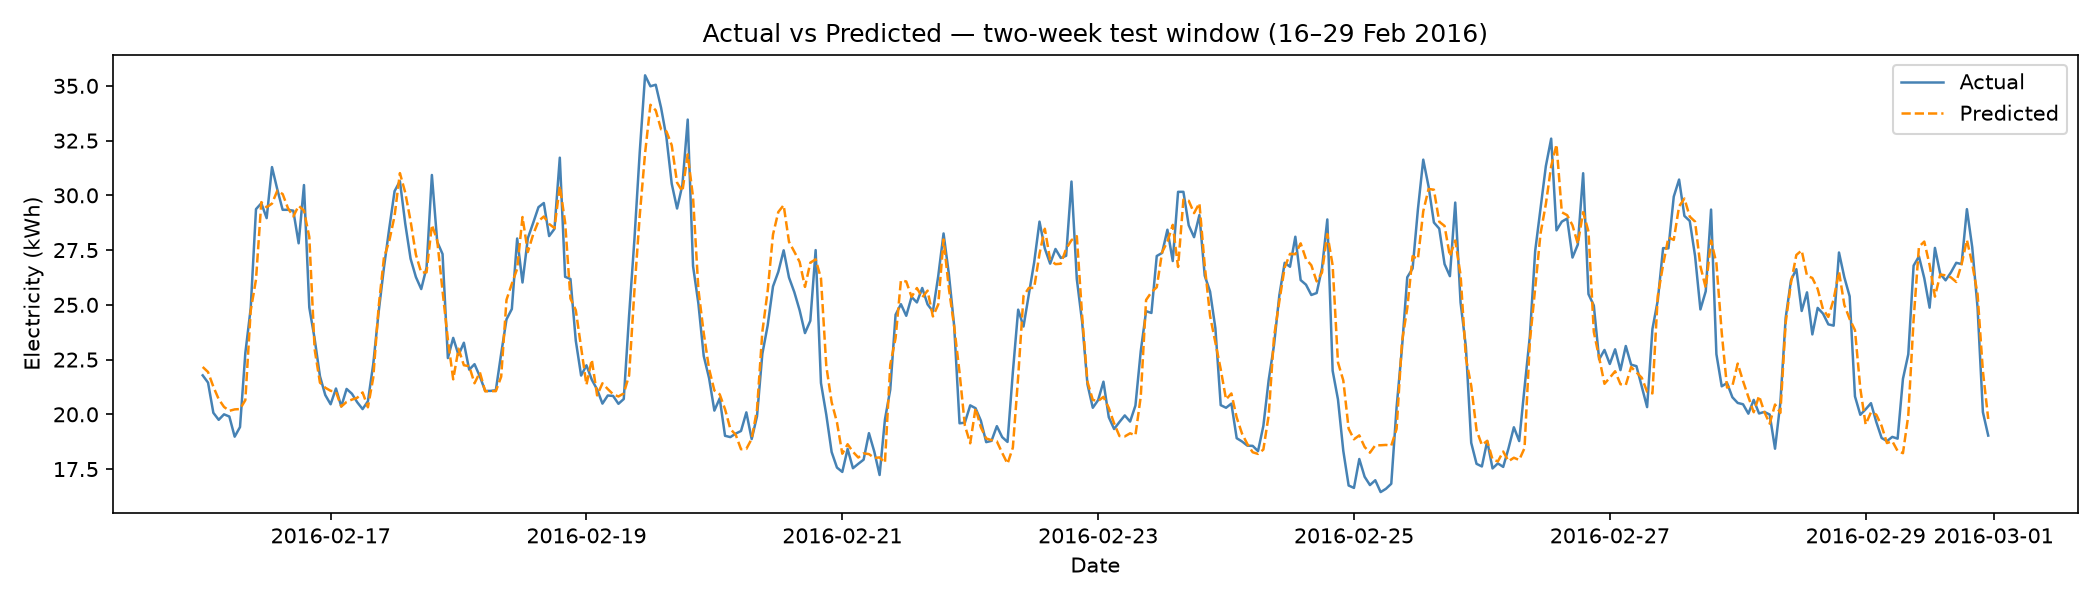 Actual vs Predicted — two-week test window (16–29 Feb 2016)
Actual
Predicted
35.0
32.5
30.0
27.5
25.0
22.5
20.0
17.5
Electricity (kWh)
2016-02-17 2016-02-19 2016-02-21 2016-02-23 2016-02-25 2016-02-27 2016-02-29 2016-03-01
Date